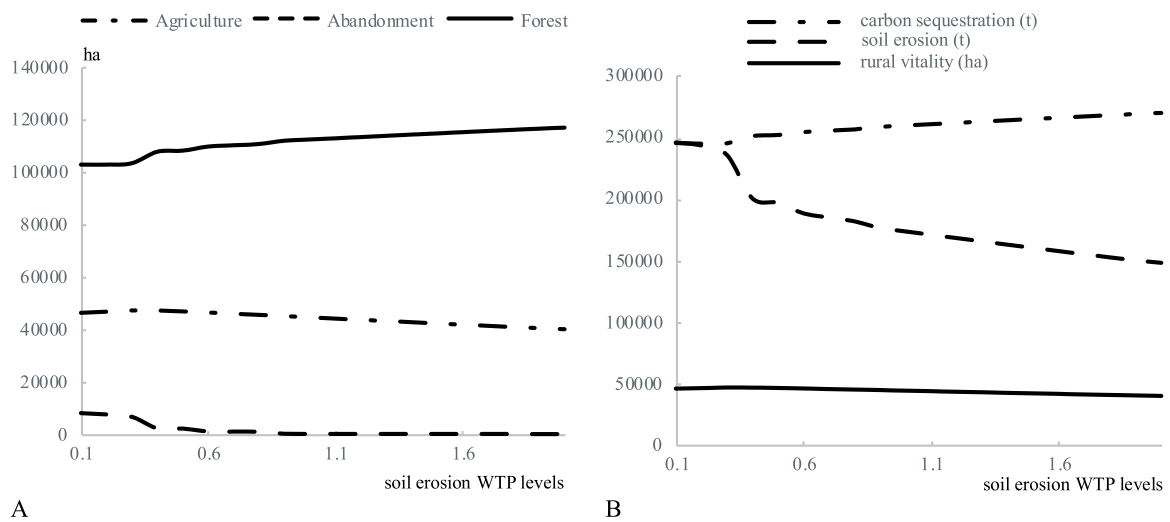 Agriculture Abandonment Forest
ha
140000
120000
100000
80000
60000
40000
20000
0
0.1 0.6 1.1 1.6
soil erosion WTP levels
A
carbon sequestration (t)
soil erosion (t)
rural vitality (ha)
300000
250000
200000
150000
100000
50000
0
0.1 0.6 1.1 1.6
soil erosion WTP levels
B